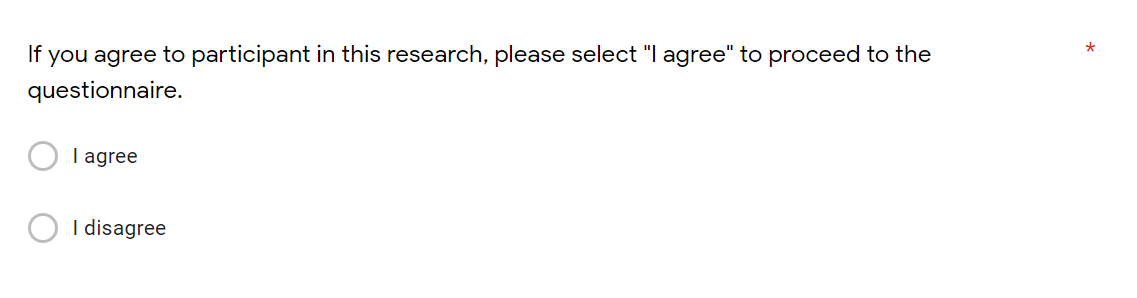 If you agree to participant in this research, please select "I agree" to proceed to the *
questionnaire.
I agree
I disagree